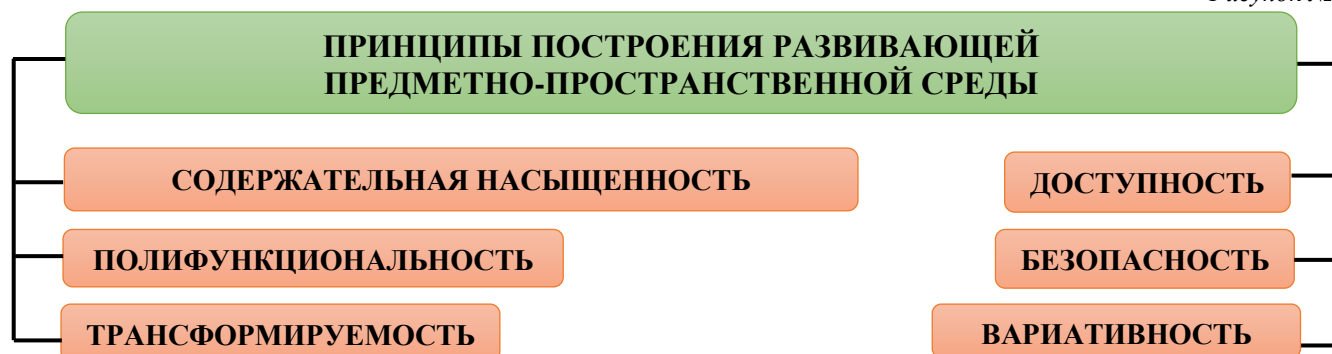 ПРИНЦИПЫ ПОСТРОЕНИЯ РАЗВИВАЮЩЕЙ
ПРЕДМЕТНО-ПРОСТРАНСТВЕННОЙ СРЕДЫ
СОДЕРЖАТЕЛЬНАЯ НАСЫЩЕННОСТЬ
ДОСТУПНОСТЬ
ПОЛИФУНКЦИОНАЛЬНОСТЬ
БЕЗОПАСНОСТЬ
ТРАНСФОРМИРУЕМОСТЬ
ВАРИАТИВНОСТЬ